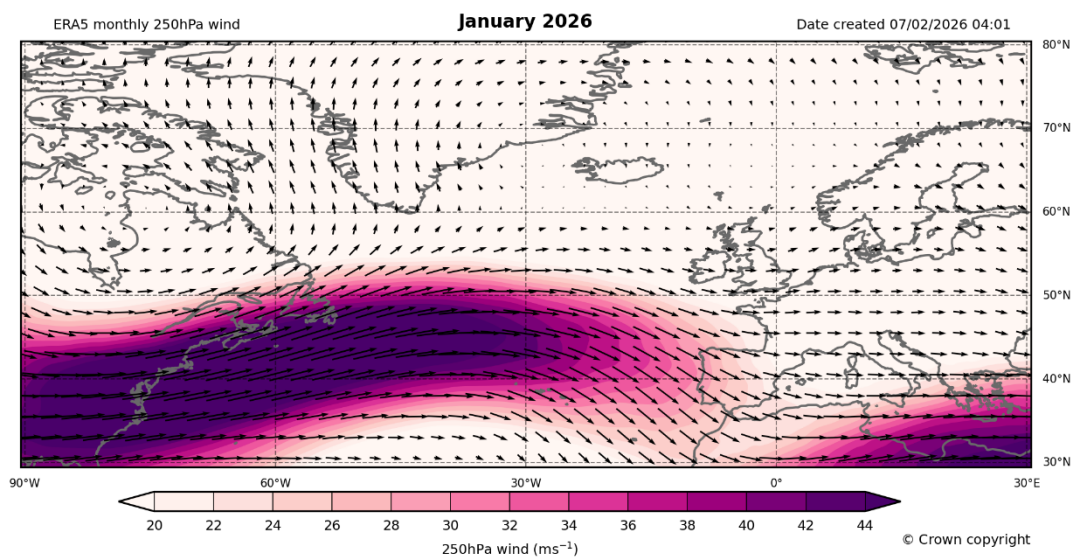 ERA5 monthly 250hPa wind
January 2026
Date created 07/02/2026 04:01
80°N
70°N
60°N
50°N
40°N
30°N
90°W 60°W 30°W 0° 30°E
20 22 24 26 28 30 32 34 36 38 40 42 44
250hPa wind (ms⁻¹)
© Crown copyright